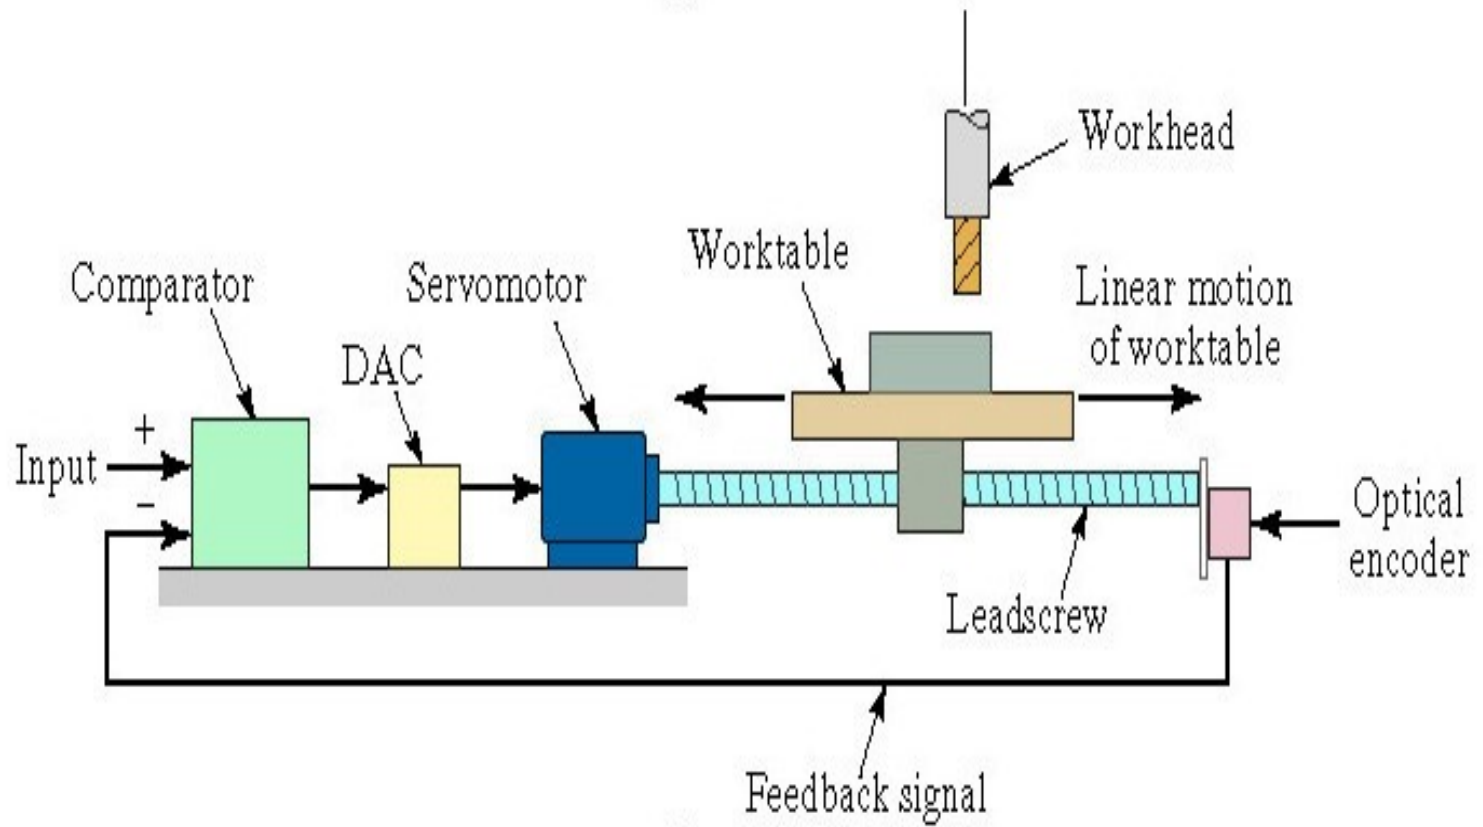 Workhead
Worktable
Comparator
Servomotor
Linear motion
of worktable
DAC
+
Input
−
Optical
encoder
Leadscrew
Feedback signal